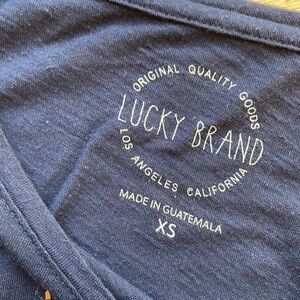 ORIGINAL QUALITY GOODS
LUCKY BRAND
LOS ANGELES CALIFORNIA
MADE IN GUATEMALA
XS